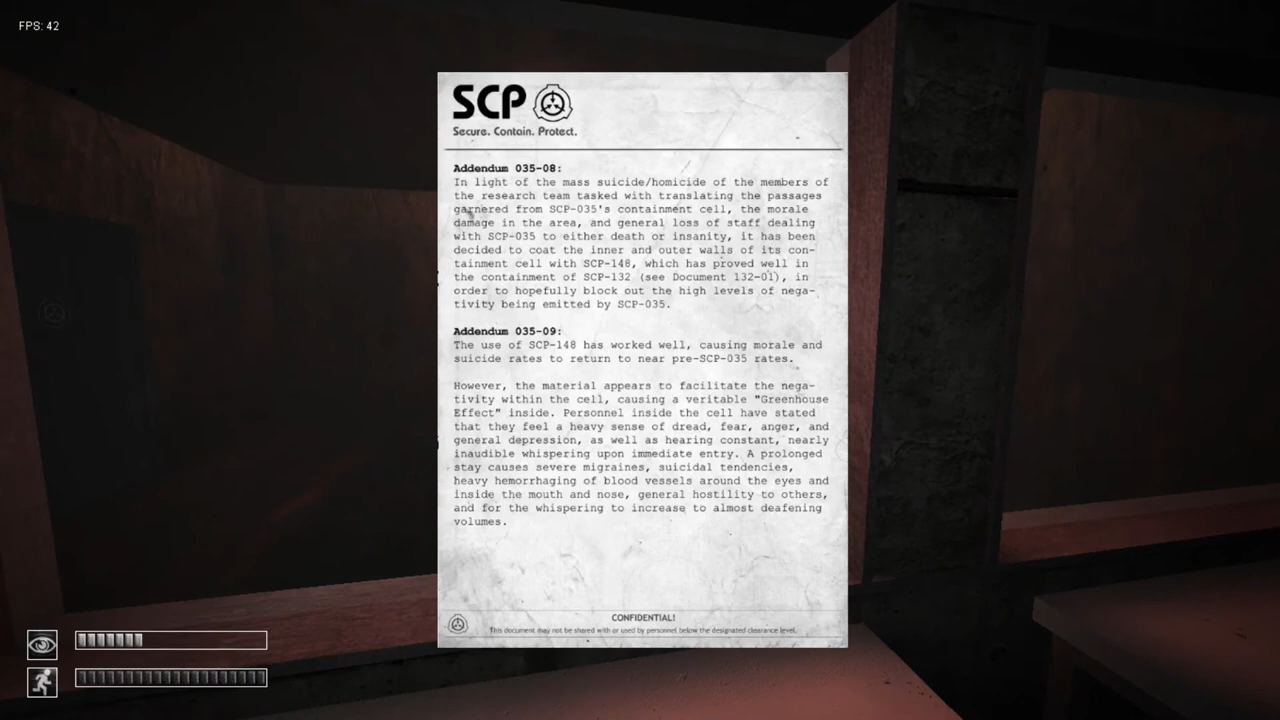 FPS: 42
SCP
Secure. Contain. Protect.
Addendum 035-08:
In light of the mass suicide/homicide of the members of
the research team tasked with translating the passages
garnered from SCP-035's containment cell, the morale
damage in the area, and general loss of staff dealing
with SCP-035 to either death or insanity, it has been
decided to coat the inner and outer walls of its con-
tainment cell with SCP-148, which has proved well in
the containment of SCP-132 (see Document 132-01), in
order to hopefully block out the high levels of nega-
tivity being emitted by SCP-035.
Addendum 035-09:
The use of SCP-148 has worked well, causing morale and
suicide rates to return to near pre-SCP-035 rates.
However, the material appears to facilitate the nega-
tivity within the cell, causing a veritable "Greenhouse
Effect" inside. Personnel inside the cell have stated
that they feel a heavy sense of dread, fear, anger, and
general depression, as well as hearing constant, nearly
inaudible whispering upon immediate entry. A prolonged
stay causes severe migraines, suicidal tendencies,
heavy hemorrhaging of blood vessels around the eyes and
inside the mouth and nose, general hostility to others,
and for the whispering to increase to almost deafening
volumes.
CONFIDENTIAL!
This document may not be shared with or used by personnel below the designated clearance level.